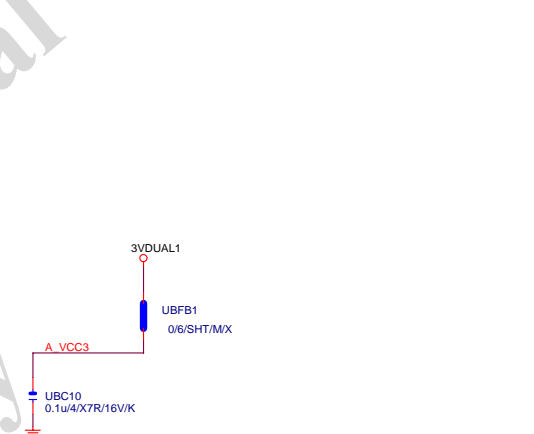 3VDUAL1
UBFB1
0/6/SHT/M/X
A_VCC3
UBC10
0.1u/4/X7R/16V/K